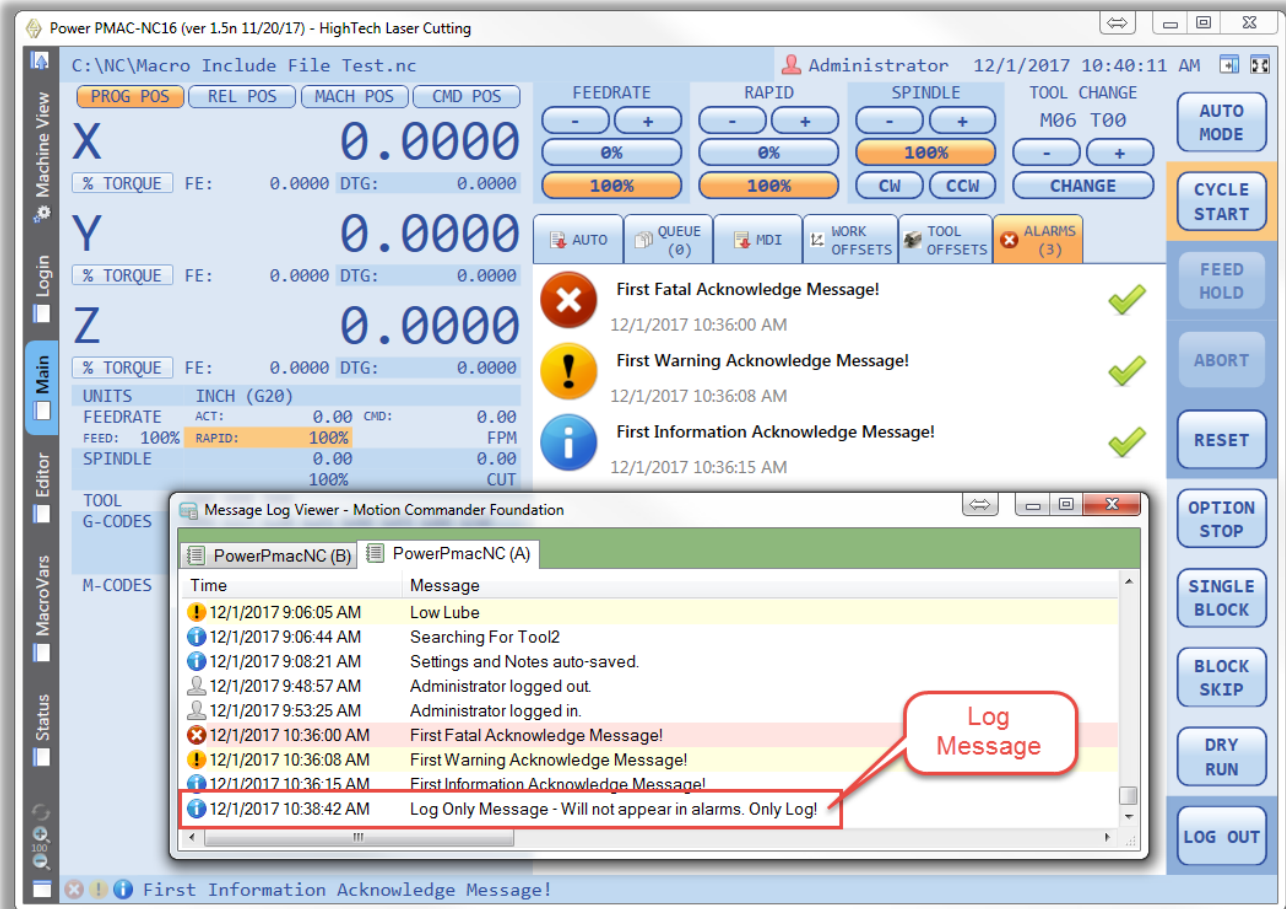 Power PMAC-NC16 (ver 1.5n 11/20/17) - HighTech Laser Cutting
C:\NC\Macro Include File Test.nc
Administrator 12/1/2017 10:40:11 AM
Machine View
Login
Main
Editor
MacroVars
Status
100
PROG POS REL POS MACH POS CMD POS
X 0.0000
% TORQUE FE: 0.0000 DTG: 0.0000
Y 0.0000
% TORQUE FE: 0.0000 DTG: 0.0000
Z 0.0000
% TORQUE FE: 0.0000 DTG: 0.0000
UNITS INCH (G20)
FEEDRATE ACT: 0.00 CMD: 0.00
FEED: 100% RAPID: 100% FPM
SPINDLE 0.00 0.00
100% CUT
TOOL
G-CODES
M-CODES
FEEDRATE RAPID SPINDLE TOOL CHANGE
- + - + - + M06 T00
0% 0% 100% - +
100% 100% CW CCW CHANGE
AUTO
QUEUE
(0)
MDI
WORK
OFFSETS
TOOL
OFFSETS
ALARMS
(3)
First Fatal Acknowledge Message!
12/1/2017 10:36:00 AM
First Warning Acknowledge Message!
12/1/2017 10:36:08 AM
First Information Acknowledge Message!
12/1/2017 10:36:15 AM
AUTO
MODE
CYCLE
START
FEED
HOLD
ABORT
RESET
OPTION
STOP
SINGLE
BLOCK
BLOCK
SKIP
DRY
RUN
LOG OUT
Message Log Viewer - Motion Commander Foundation
PowerPmacNC (B) PowerPmacNC (A)
Time Message
12/1/2017 9:06:05 AM Low Lube
12/1/2017 9:06:44 AM Searching For Tool2
12/1/2017 9:08:21 AM Settings and Notes auto-saved.
12/1/2017 9:48:57 AM Administrator logged out.
12/1/2017 9:53:25 AM Administrator logged in.
12/1/2017 10:36:00 AM First Fatal Acknowledge Message!
12/1/2017 10:36:08 AM First Warning Acknowledge Message!
12/1/2017 10:36:15 AM First Information Acknowledge Message!
12/1/2017 10:38:42 AM Log Only Message - Will not appear in alarms. Only Log!
Log
Message
First Information Acknowledge Message!